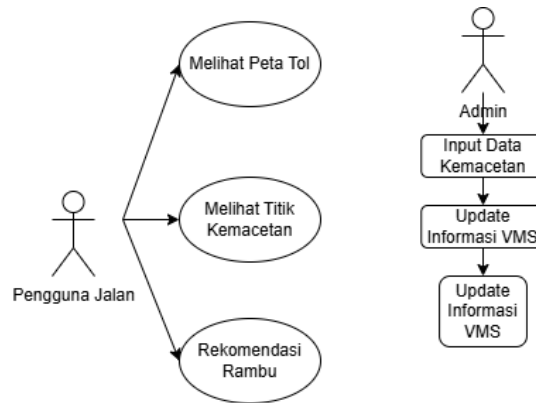 Melihat Peta Tol
Melihat Titik
Kemacetan
Pengguna Jalan
Rekomendasi
Rambu
Admin
Input Data
Kemacetan
Update
Informasi VMS
Update
Informasi
VMS